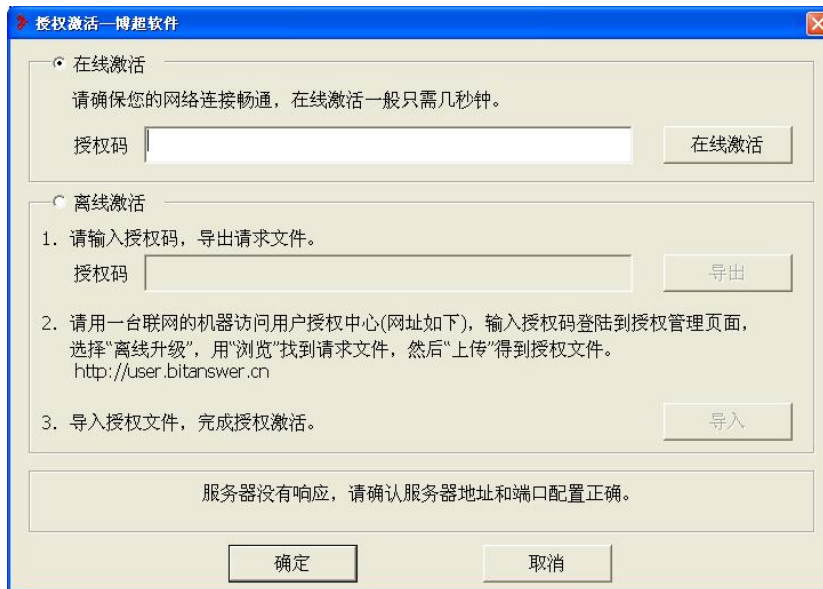 授权激活—博超软件
在线激活
请确保您的网络连接畅通，在线激活一般只需几秒钟。
授权码
在线激活
离线激活
1. 请输入授权码，导出请求文件。
授权码
导出
2. 请用一台联网的机器访问用户授权中心(网址如下)，输入授权码登陆到授权管理页面，
选择“离线升级”，用“浏览”找到请求文件，然后“上传”得到授权文件。
http://user.bitanswer.cn
3. 导入授权文件，完成授权激活。
导入
服务器没有响应，请确认服务器地址和端口配置正确。
确定
取消